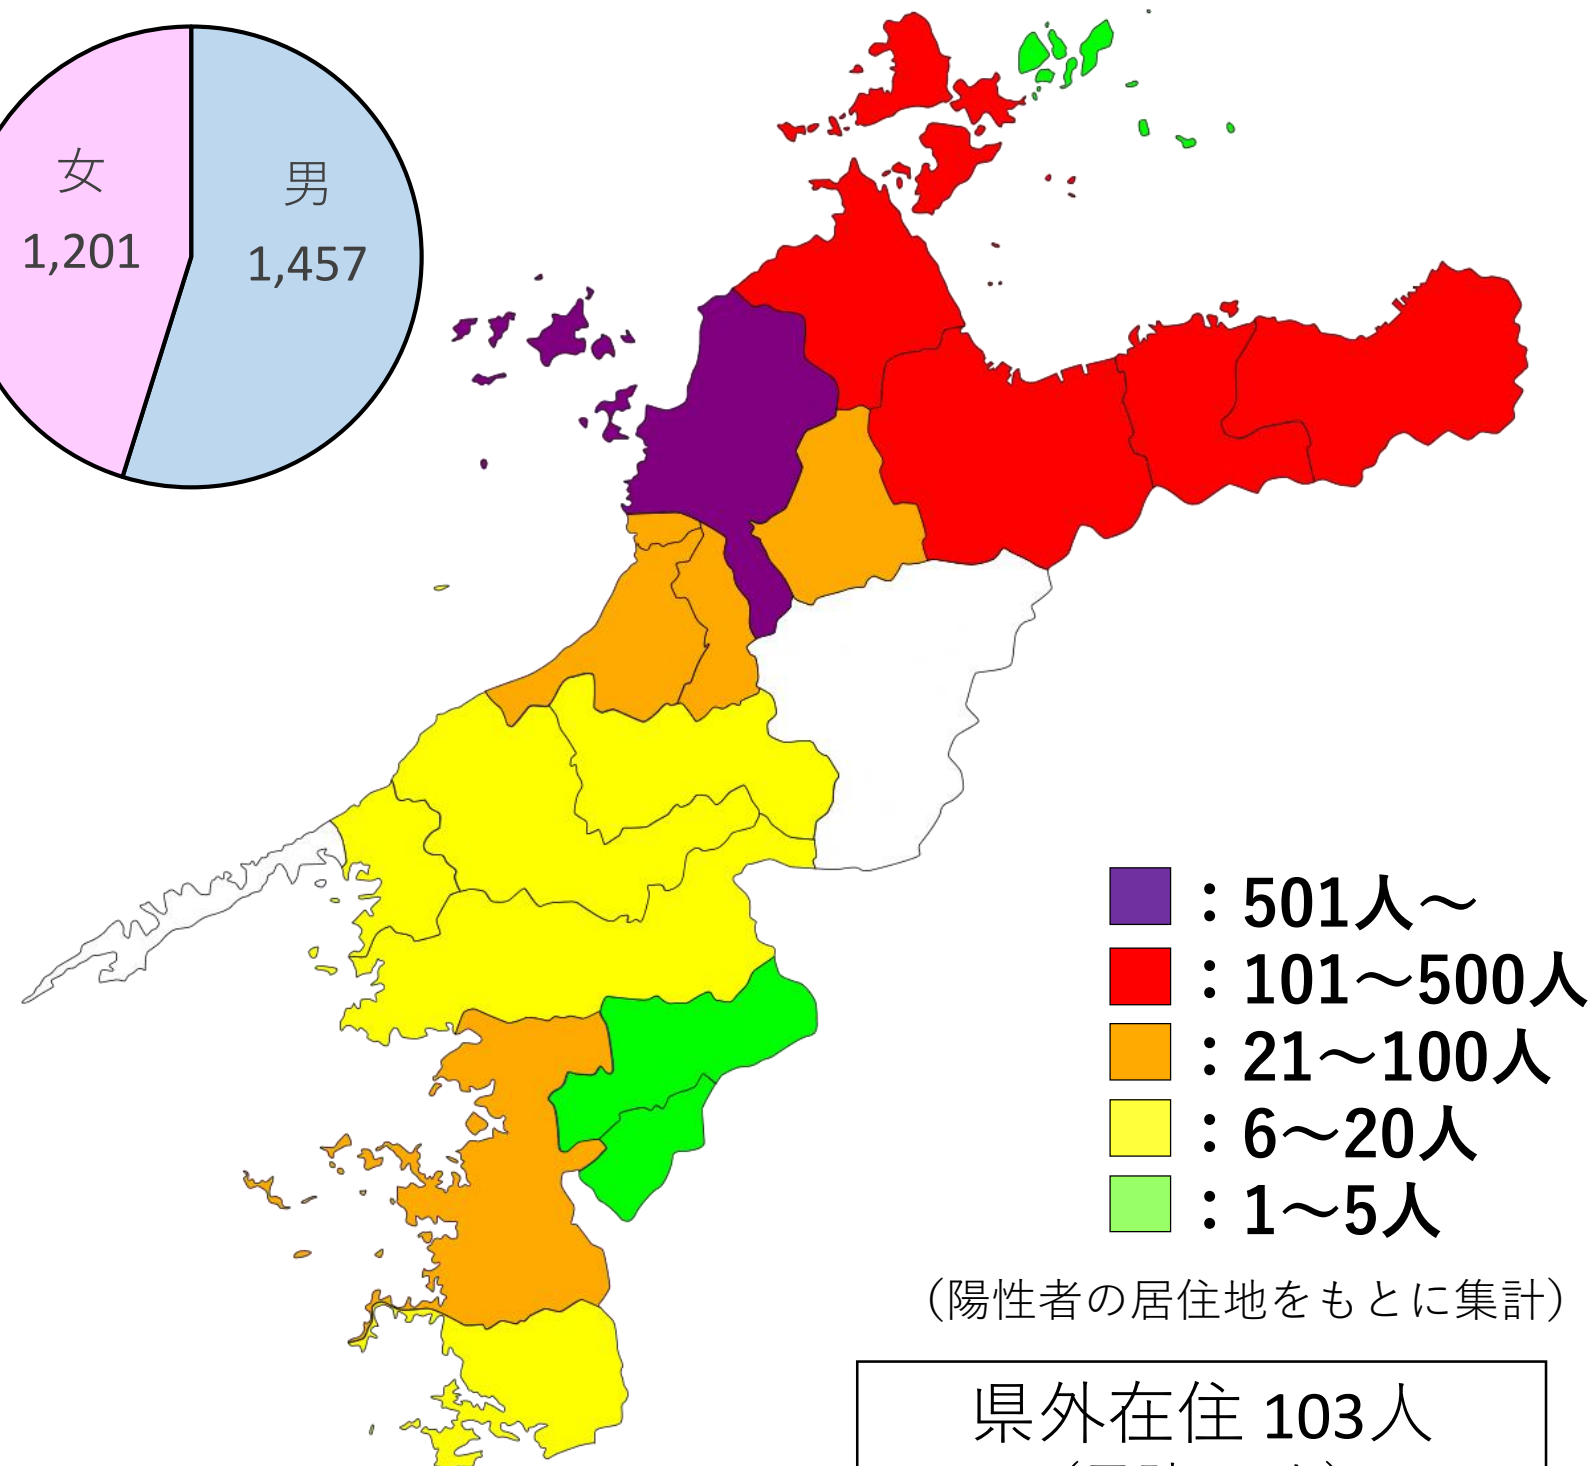 女
1,201
男
1,457
：501人～
：101～500人
：21～100人
：6～20人
：1～5人
（陽性者の居住地をもとに集計）
県外在住 103人